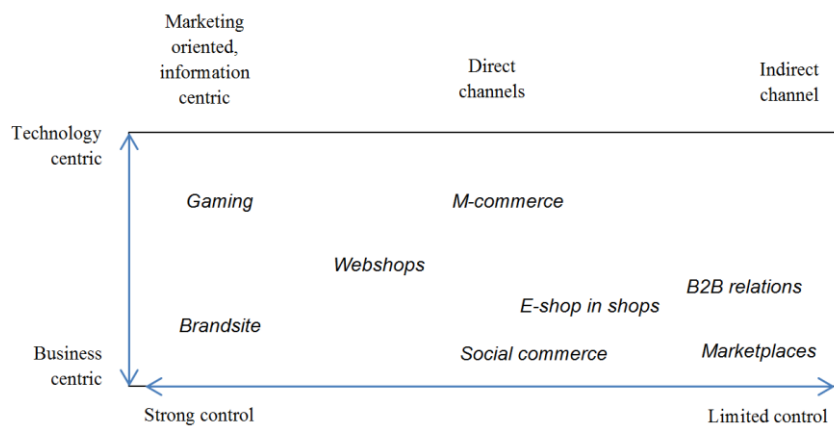 Marketing
oriented,
information
centric
Direct
channels
Indirect
channel
Technology
centric
Gaming
M-commerce
Webshops
B2B relations
E-shop in shops
Brandsite
Social commerce
Marketplaces
Business
centric
Strong control
Limited control